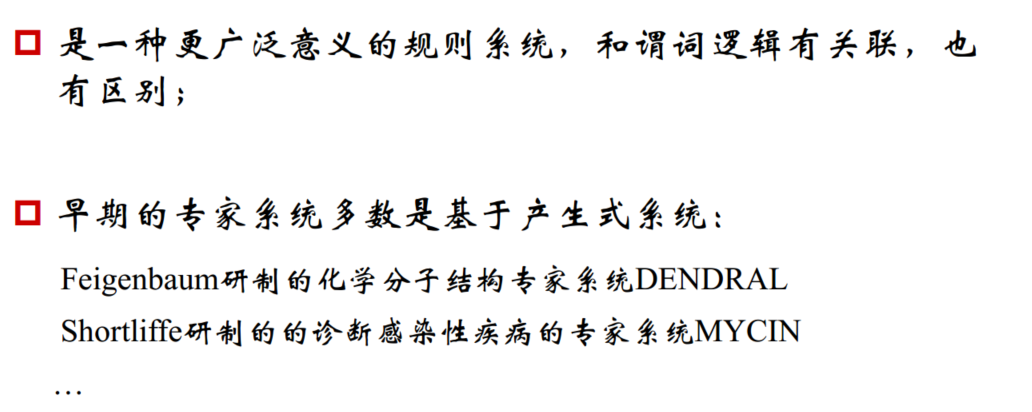 是一种更广泛意义的规则系统，和谓词逻辑有关联，也
有区别；
早期的专家系统多数是基于产生式系统：
Feigenbaum研制的化学分子结构专家系统DENDRAL
Shortliffe研制的的诊断感染性疾病的专家系统MYCIN
…